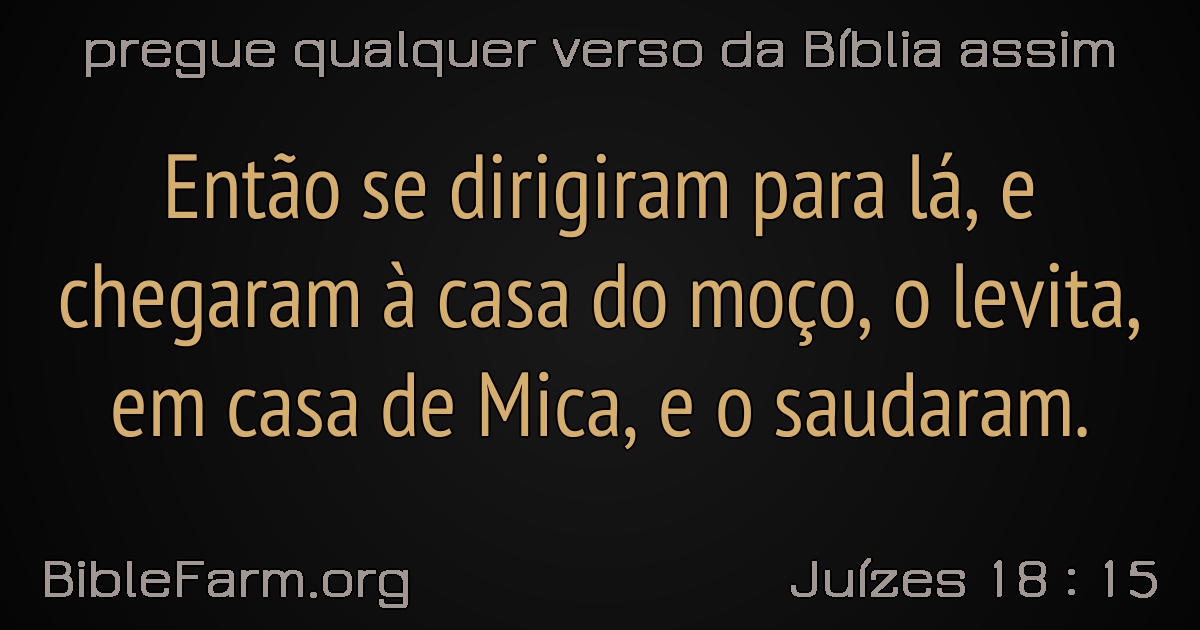 pregue qualquer verso da Bíblia assim
Então se dirigiram para lá, e
chegaram à casa do moço, o levita,
em casa de Mica, e o saudaram.
BibleFarm.org
Juízes 18 : 15